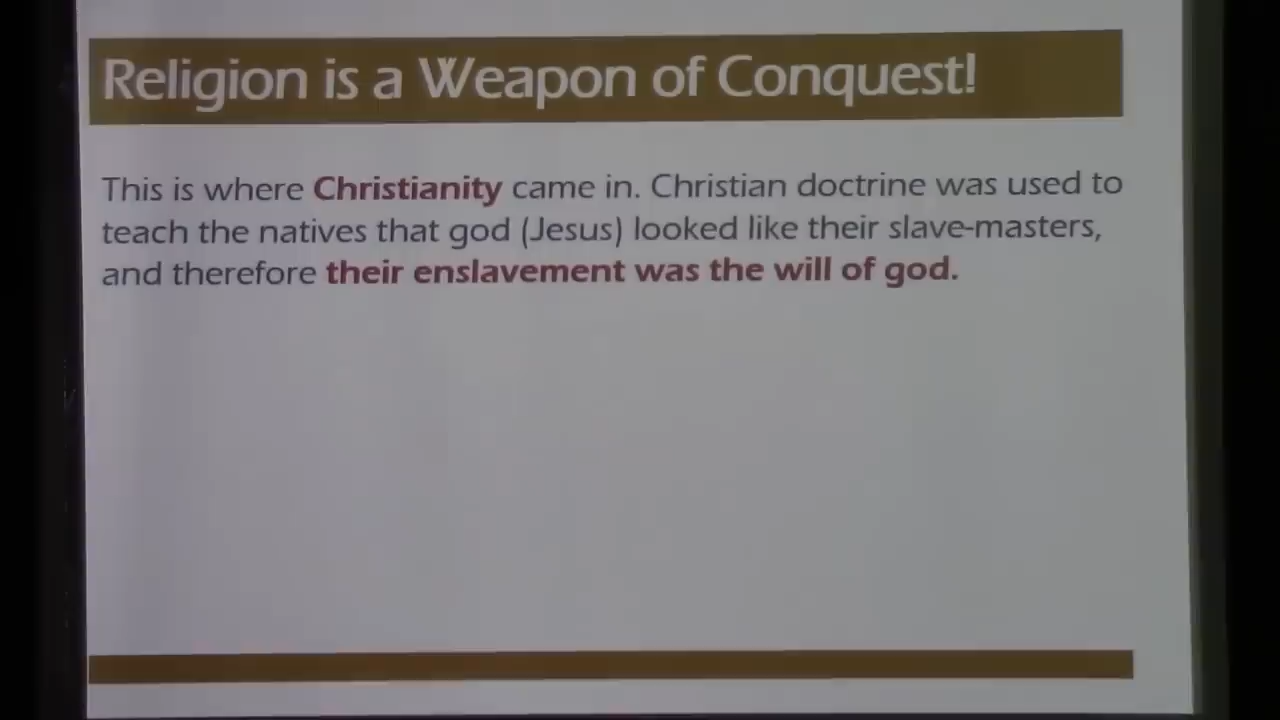 Religion is a Weapon of Conquest!
This is where Christianity came in. Christian doctrine was used to
teach the natives that god (Jesus) looked like their slave-masters,
and therefore their enslavement was the will of god.